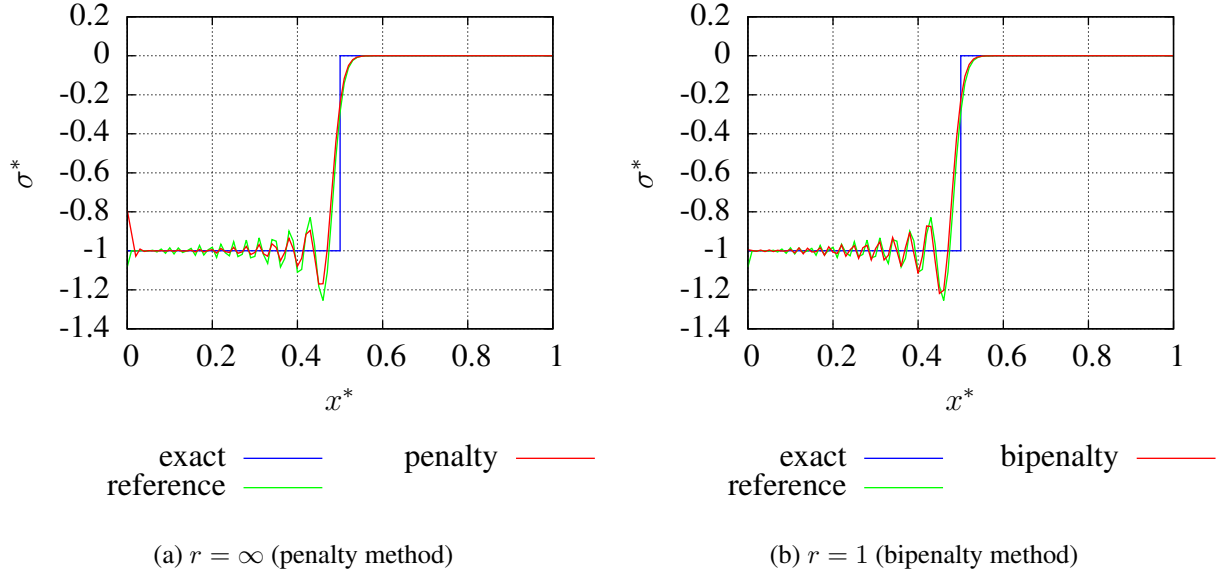 0.2
0
-0.2
-0.4
-0.6
-0.8
-1
-1.2
-1.4
σ*
0 0.2 0.4 0.6 0.8 1
x*
exact
penalty
reference
(a) r = ∞ (penalty method)
0.2
0
-0.2
-0.4
-0.6
-0.8
-1
-1.2
-1.4
σ*
0 0.2 0.4 0.6 0.8 1
x*
exact
bipenalty
reference
(b) r = 1 (bipenalty method)